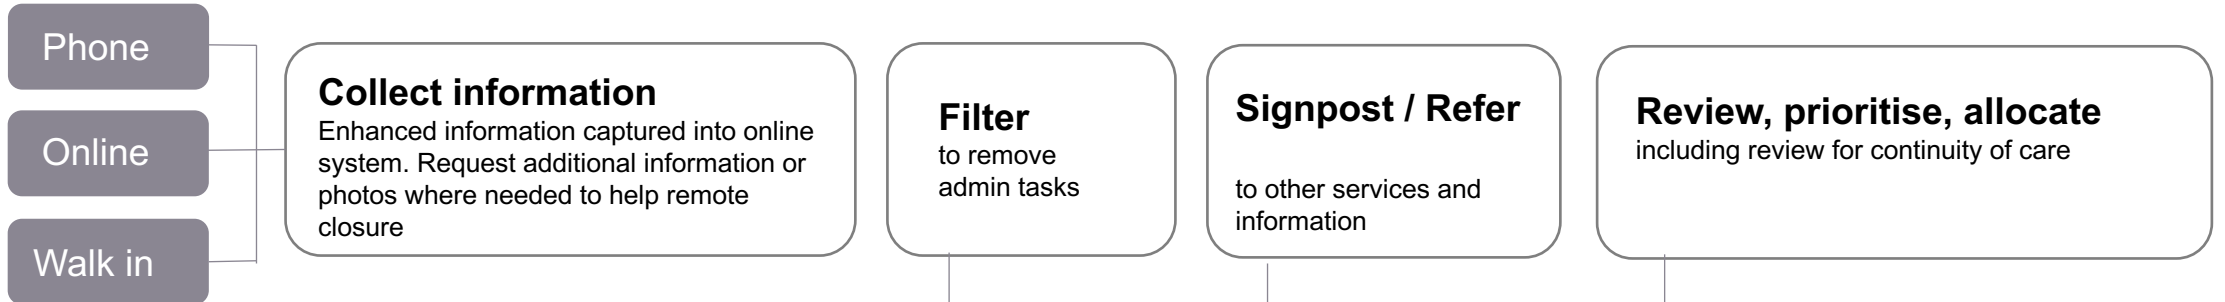 Phone
Online
Walk in
Collect information
Enhanced information captured into online
system. Request additional information or
photos where needed to help remote
closure
Filter
to remove
admin tasks
Signpost / Refer
to other services and
information
Review, prioritise, allocate
including review for continuity of care